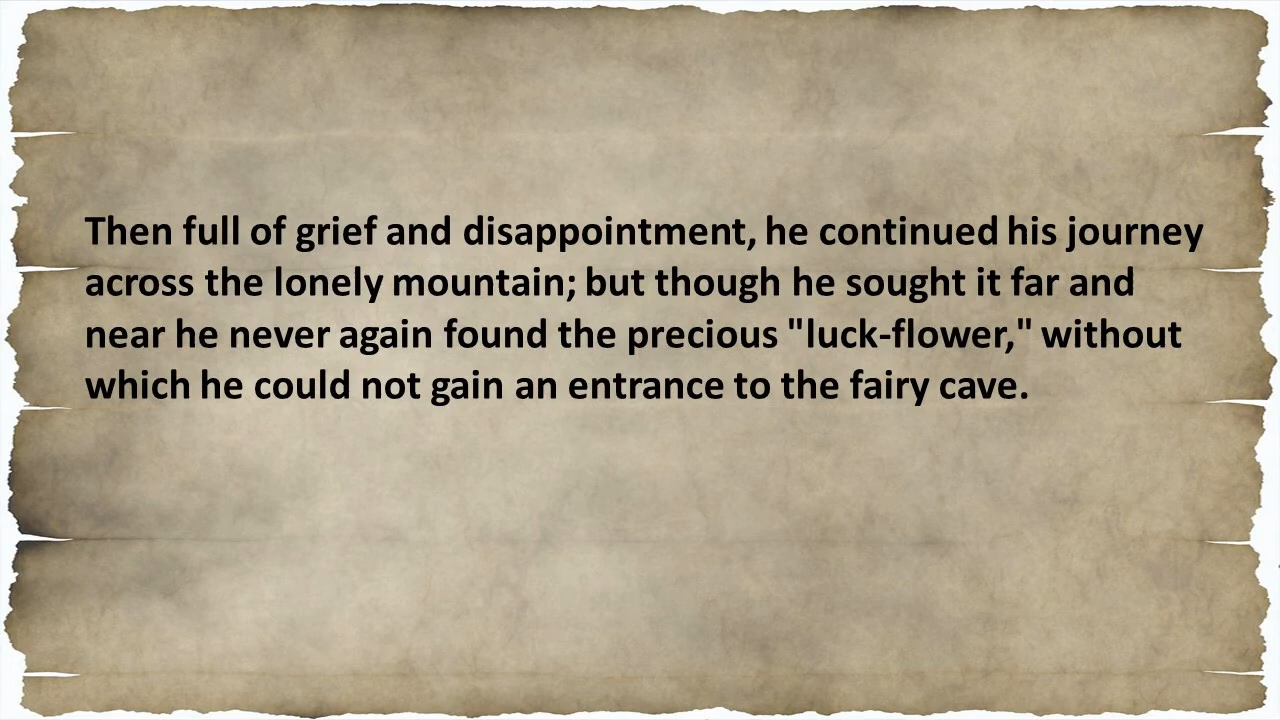 Then full of grief and disappointment, he continued his journey
across the lonely mountain; but though he sought it far and
near he never again found the precious "luck-flower," without
which he could not gain an entrance to the fairy cave.